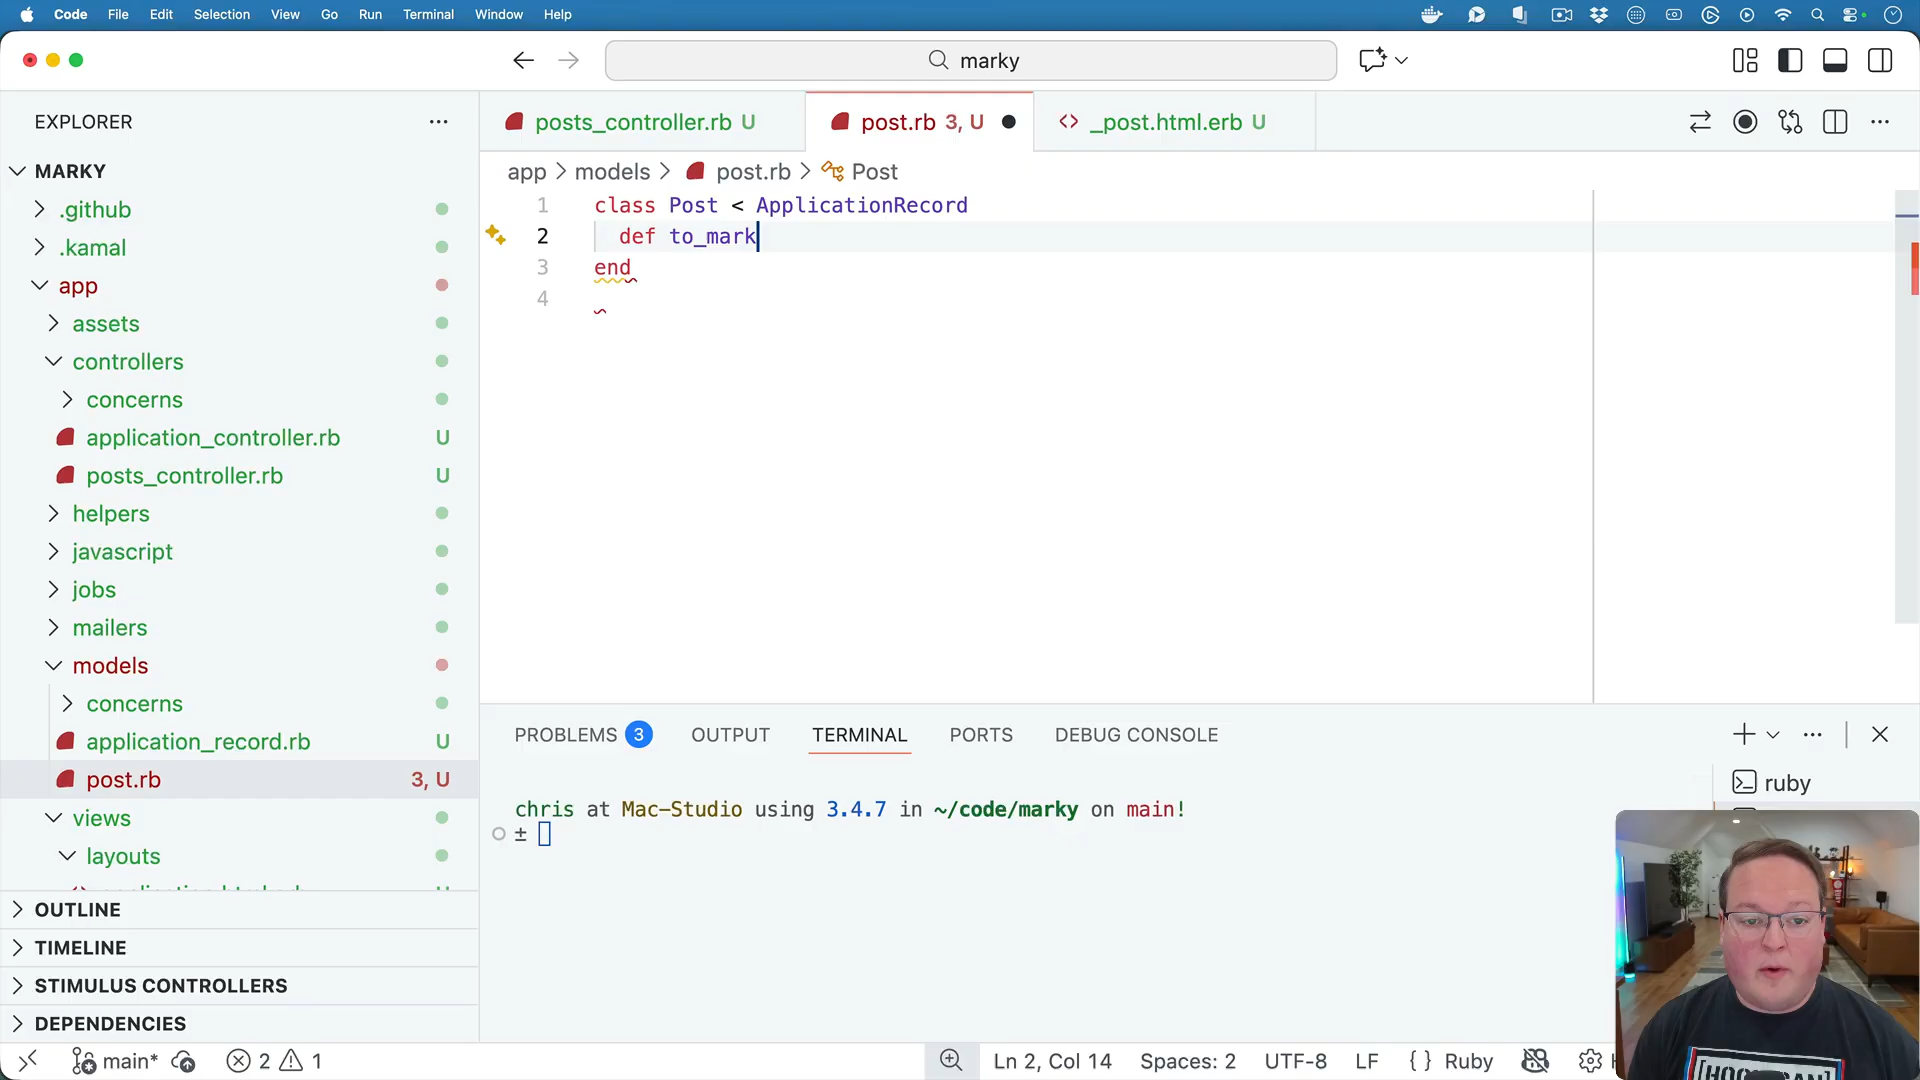 Code File Edit Selection View Go Run Terminal Window Help
marky
EXPLORER
posts_controller.rb U
post.rb 3, U
_post.html.erb U
MARKY
app > models > post.rb > Post
.github
.kamal
app
assets
controllers
concerns
application_controller.rb U
posts_controller.rb U
helpers
javascript
jobs
mailers
models
concerns
application_record.rb U
post.rb 3, U
views
layouts
OUTLINE
TIMELINE
STIMULUS CONTROLLERS
DEPENDENCIES
1 class Post < ApplicationRecord
2 def to_mark
3 end
4
PROBLEMS 3 OUTPUT TERMINAL PORTS DEBUG CONSOLE
ruby
chris at Mac-Studio using 3.4.7 in ~/code/marky on main!
±
main* 2 1
Ln 2, Col 14 Spaces: 2 UTF-8 LF {} Ruby